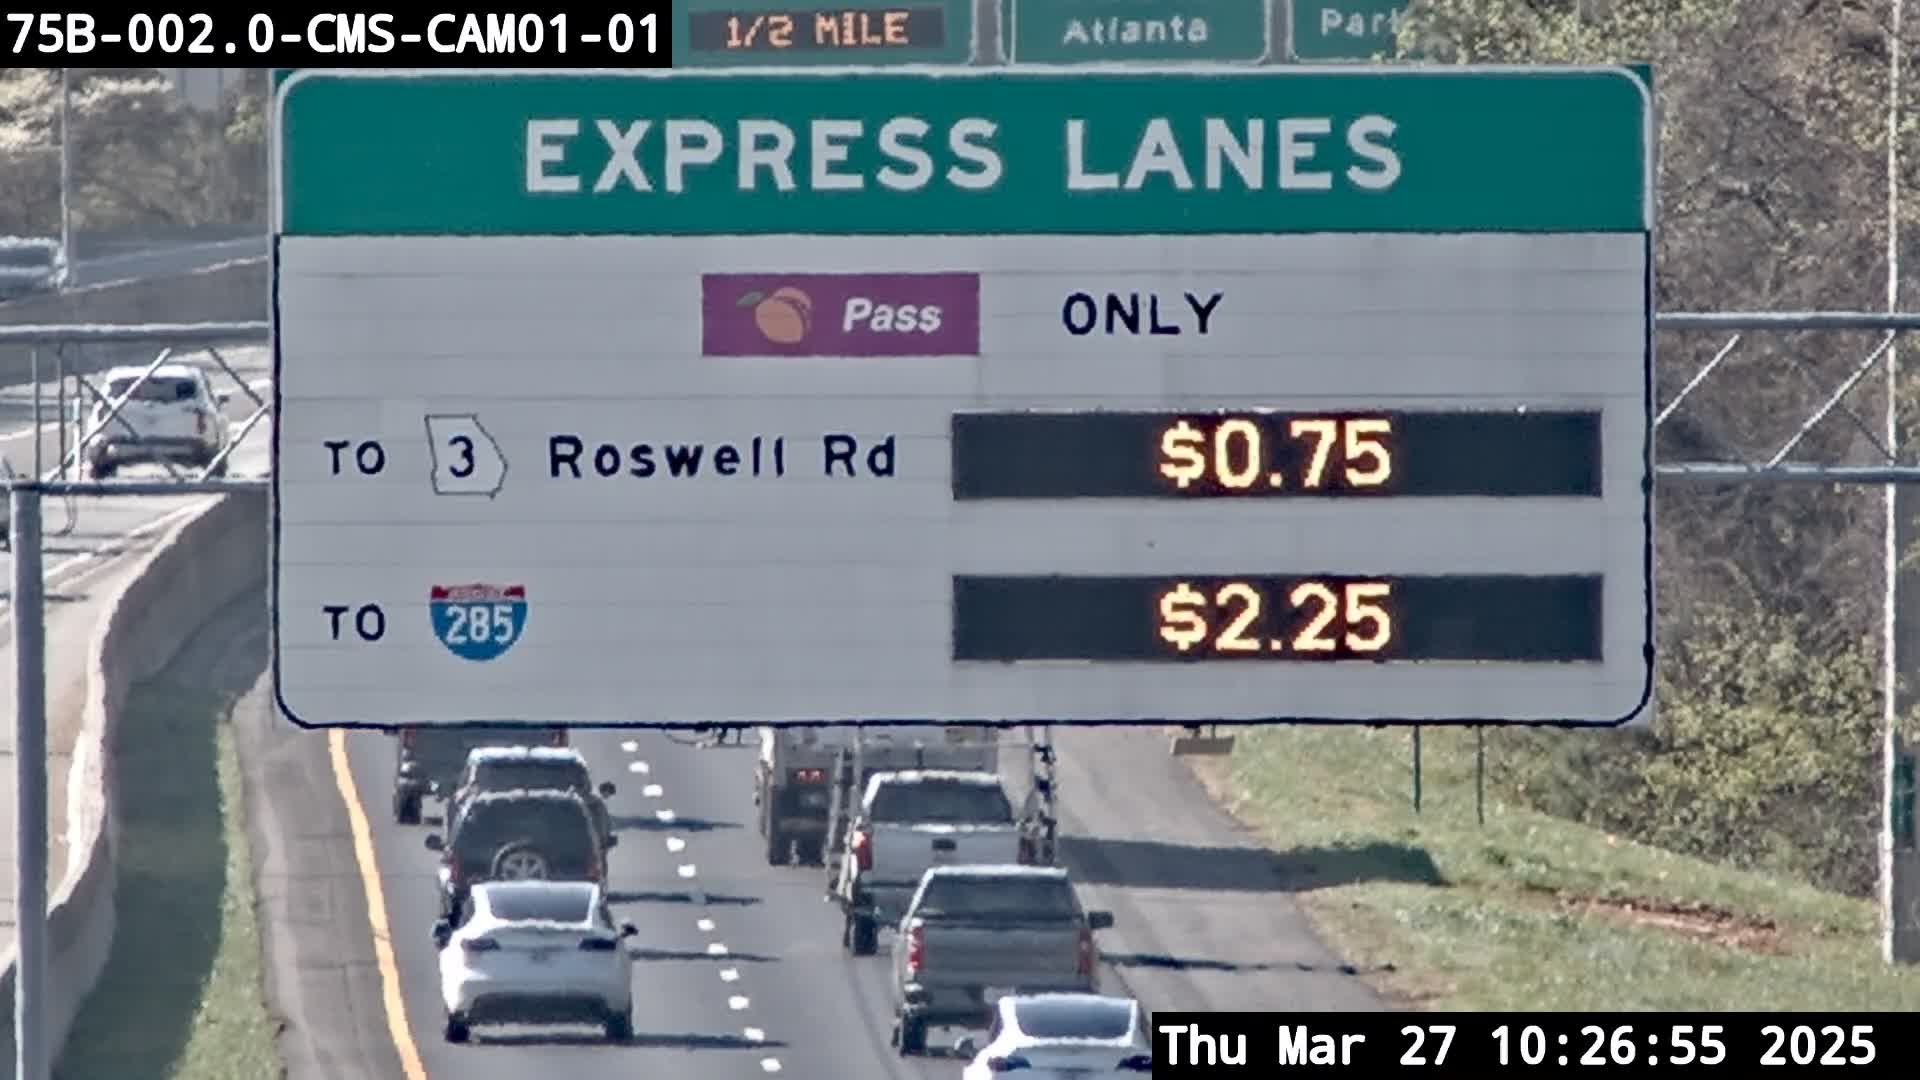 75B-002.0-CMS-CAM01-01
1/2 MILE
Atlanta
EXPRESS LANES
Pass ONLY
TO 3 Roswell Rd $0.75
TO 285 $2.25
Thu Mar 27 10:26:55 2025